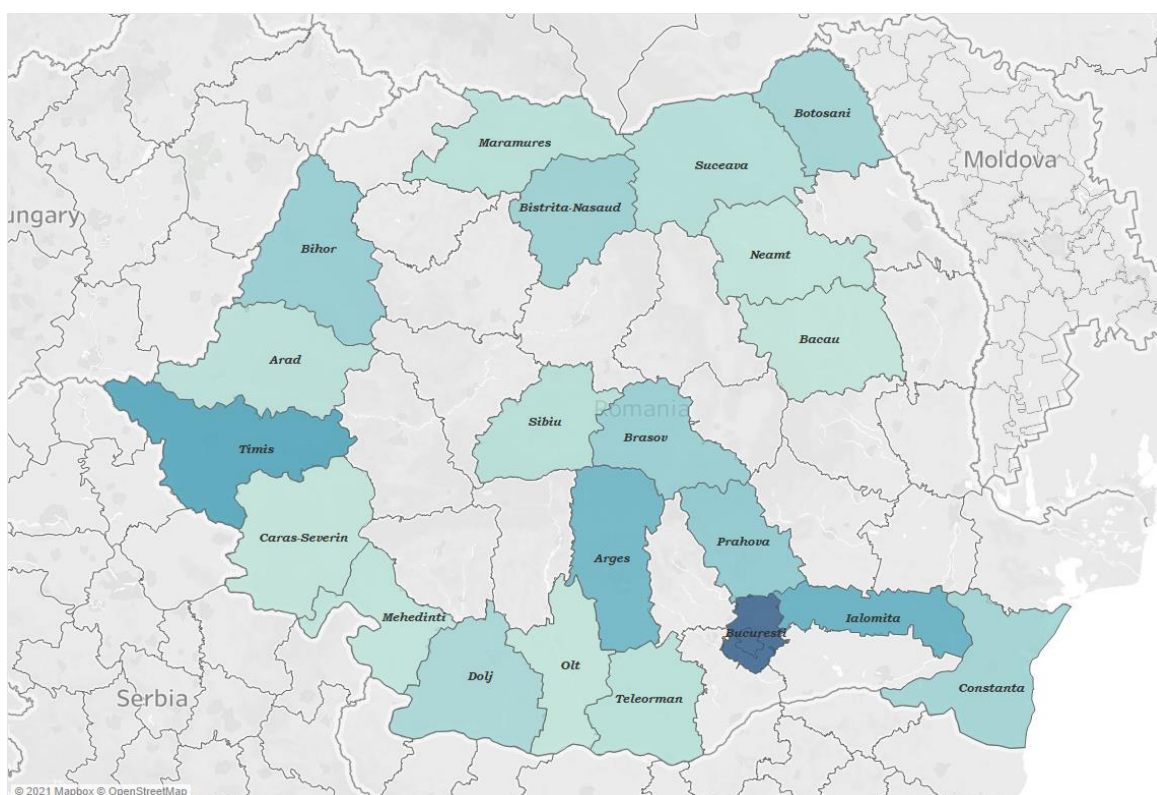 Botosani
Maramures
Suceava
Moldova
Bistrita-Nasaud
ungary
Bihor
Neamt
Bacau
Arad
Sibiu
Romania
Brasov
Timis
Caras-Severin
Arges
Prahova
Mehedinti
Ialomita
Bucuresti
Olt
Dolj
Constanta
Serbia
Teleorman
© 2021 Mapbox © OpenStreetMap